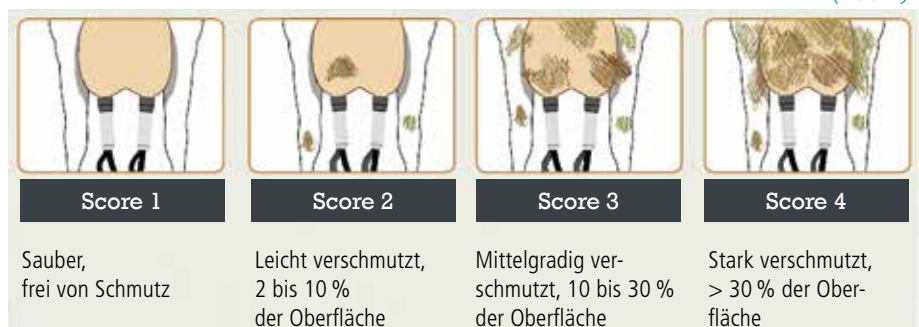 Score 1
Score 2
Score 3
Score 4
Sauber,
frei von Schmutz
Leicht verschmutzt,
2 bis 10 %
der Oberfläche
Mittelgradig ver-
schmutzt, 10 bis 30 %
der Oberfläche
Stark verschmutzt,
> 30 % der Ober-
fläche